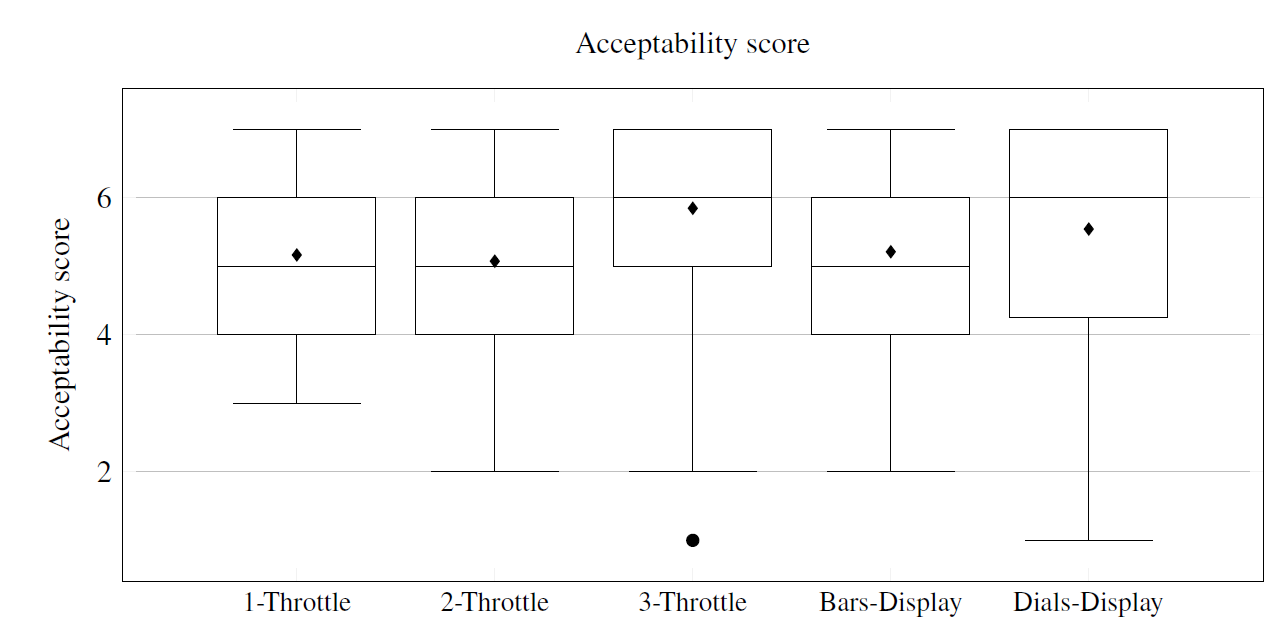 Acceptability score
Acceptability score
6
4
2
1-Throttle 2-Throttle 3-Throttle Bars-Display Dials-Display